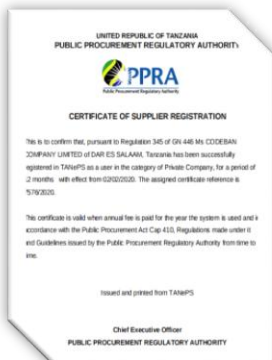 UNITED REPUBLIC OF TANZANIA
PUBLIC PROCUREMENT REGULATORY AUTHORITY
PPRA
Public Procurement Regulatory Authority
CERTIFICATE OF SUPPLIER REGISTRATION
This is to confirm that, pursuant to Regulation 345 of GN 446 Ms CODEBAN
COMPANY LIMITED of DAR ES SALAAM, Tanzania has been successfully
registered in TANePS as a user in the category of Private Company, for a period of
12 months with effect from 02/02/2020. The assigned certificate reference is
578/2020.
This certificate is valid when annual fee is paid for the year the system is used and
accordance with the Public Procurement Act Cap 410, Regulations made under it
and Guidelines issued by the Public Procurement Regulatory Authority from time to
time.
Issued and printed from TANePS
Chief Executive Officer
PUBLIC PROCUREMENT REGULATORY AUTHORITY